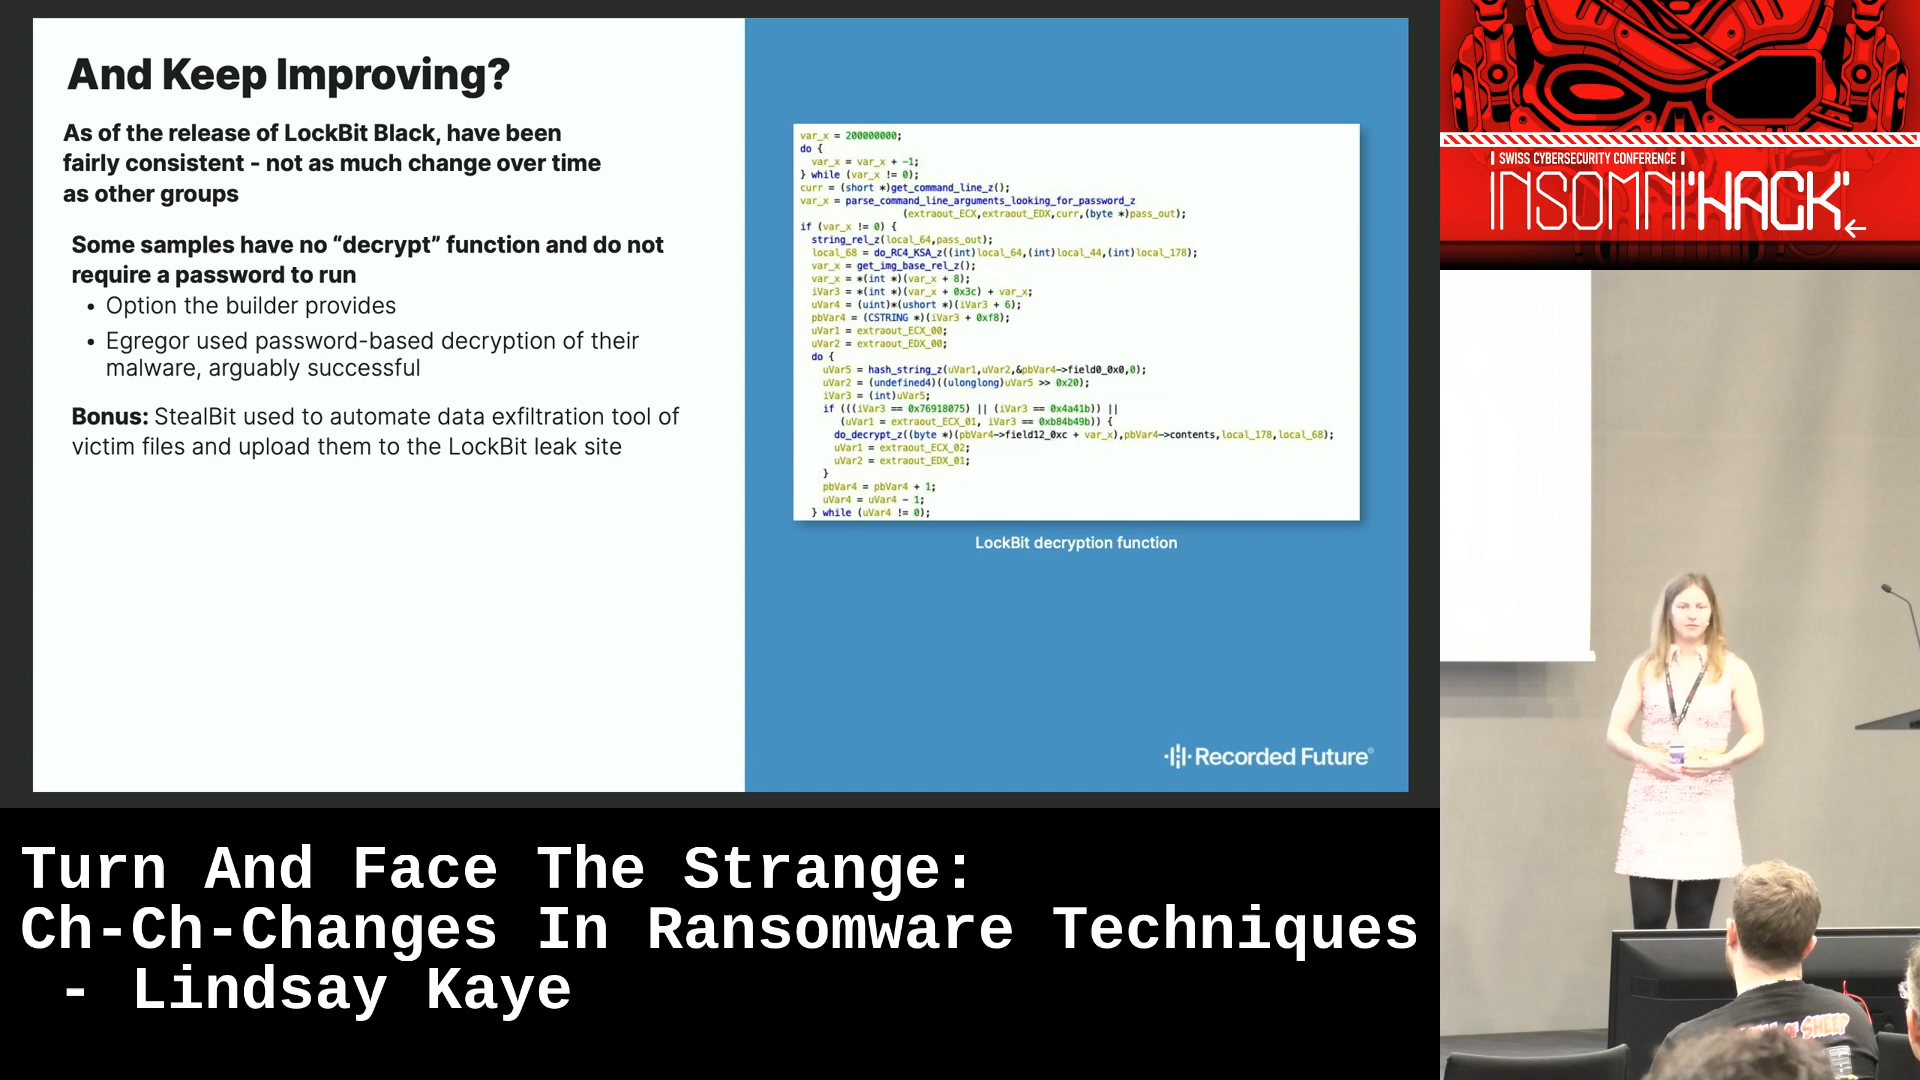 And Keep Improving?
As of the release of LockBit Black, have been
fairly consistent - not as much change over time
as other groups
Some samples have no “decrypt” function and do not
require a password to run
• Option the builder provides
• Egregor used password-based decryption of their
malware, arguably successful
Bonus: StealBit used to automate data exfiltration tool of
victim files and upload them to the LockBit leak site
var_x = 200000000;
do {
var_x = var_x + -1;
} while (var_x != 0);
curr = (short *)get_command_line_z();
var_x = parse_command_line_arguments_looking_for_password_z
(extraout_ECX,extraout_EDX,curr,(byte *)pass_out);
if (var_x != 0) {
string_rel_z(local_64,pass_out);
local_68 = do_RC4_KSA_z((int)local_64,(int)local_44,(int)local_178);
var_x = get_img_base_rel_z();
var_x = *(int *)(var_x + 8);
iVar3 = *(int *)(var_x + 0x3c) + var_x;
uVar4 = (uint)*(ushort *)(iVar3 + 6);
pbVar4 = (CSTRING *)(iVar3 + 0xf8);
uVar1 = extraout_ECX_00;
uVar2 = extraout_EDX_00;
do {
uVar5 = hash_string_z(uVar1,uVar2,&pbVar4->field0_0x0,0);
uVar2 = (undefined4)((ulonglong)uVar5 >> 0x20);
iVar3 = (int)uVar5;
if (((iVar3 == 0x76918075) || (iVar3 == 0x4a41b)) ||
(uVar1 = extraout_ECX_01, iVar3 == 0xb84b49b)) {
do_decrypt_z((byte *)(pbVar4->field12_0xc + var_x),pbVar4->contents,local_178,local_68);
uVar1 = extraout_ECX_02;
uVar2 = extraout_EDX_01;
}
pbVar4 = pbVar4 + 1;
uVar4 = uVar4 - 1;
} while (uVar4 != 0);
LockBit decryption function
Recorded Future®
SWISS CYBERSECURITY CONFERENCE
INSOMNI'HACK
Turn And Face The Strange:
Ch-Ch-Changes In Ransomware Techniques
- Lindsay Kaye
SHEEP